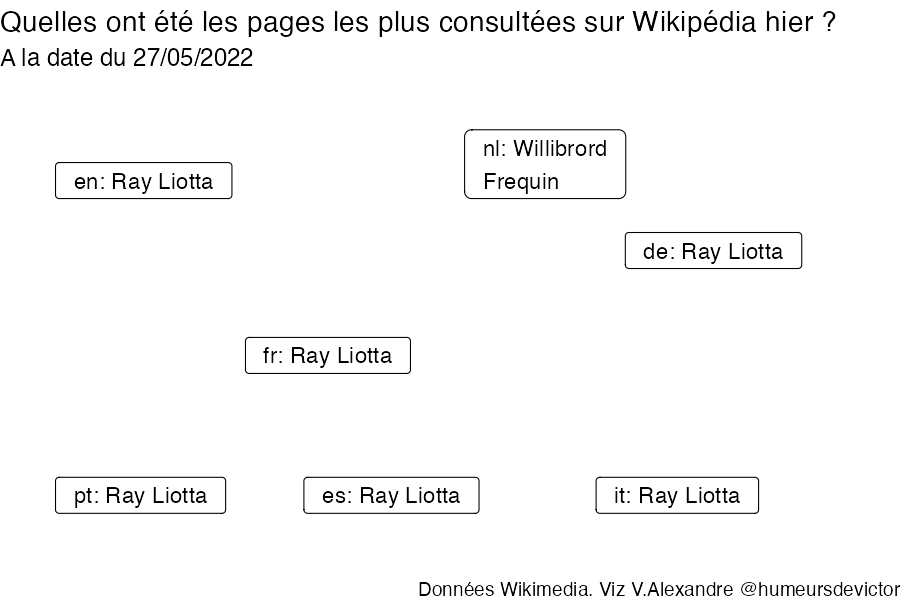 Quelles ont été les pages les plus consultées sur Wikipédia hier ?
A la date du 27/05/2022
nl: Willibrord
Frequin
en: Ray Liotta
de: Ray Liotta
fr: Ray Liotta
pt: Ray Liotta
es: Ray Liotta
it: Ray Liotta
Données Wikimedia. Viz V.Alexandre @humeursdevictor